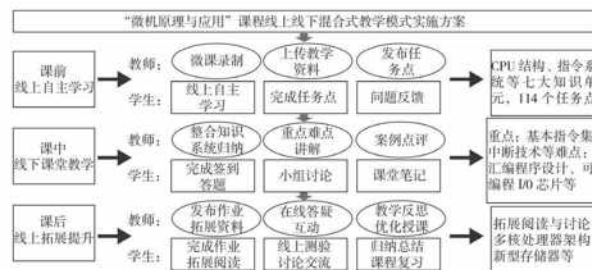 “微机原理与应用”课程线上线下混合式教学模式实施方案
课前
线上自主学习
教师：
微课录制
上传教学
资料
发布任
务点
学生：
线上自主
学习
完成任务点
问题反馈
CPU 结构、指令系
统等七大知识单
元，114 个任务点
课中
线下课堂教学
教师：
整合知识
系统归纳
重点难点
讲解
案例点评
学生：
完成签到
答题
小组讨论
课堂笔记
重点：基本指令集
中断技术等难点：
汇编程序设计、可
编程 I/O 芯片等
课后
线上拓展提升
教师：
发布作业
拓展资料
在线答疑
互动
教学反思
优化授课
学生：
完成作业
拓展阅读
线上测验
讨论交流
归纳总结
课程复习
拓展阅读与讨论
多核处理器架构
新型存储器等